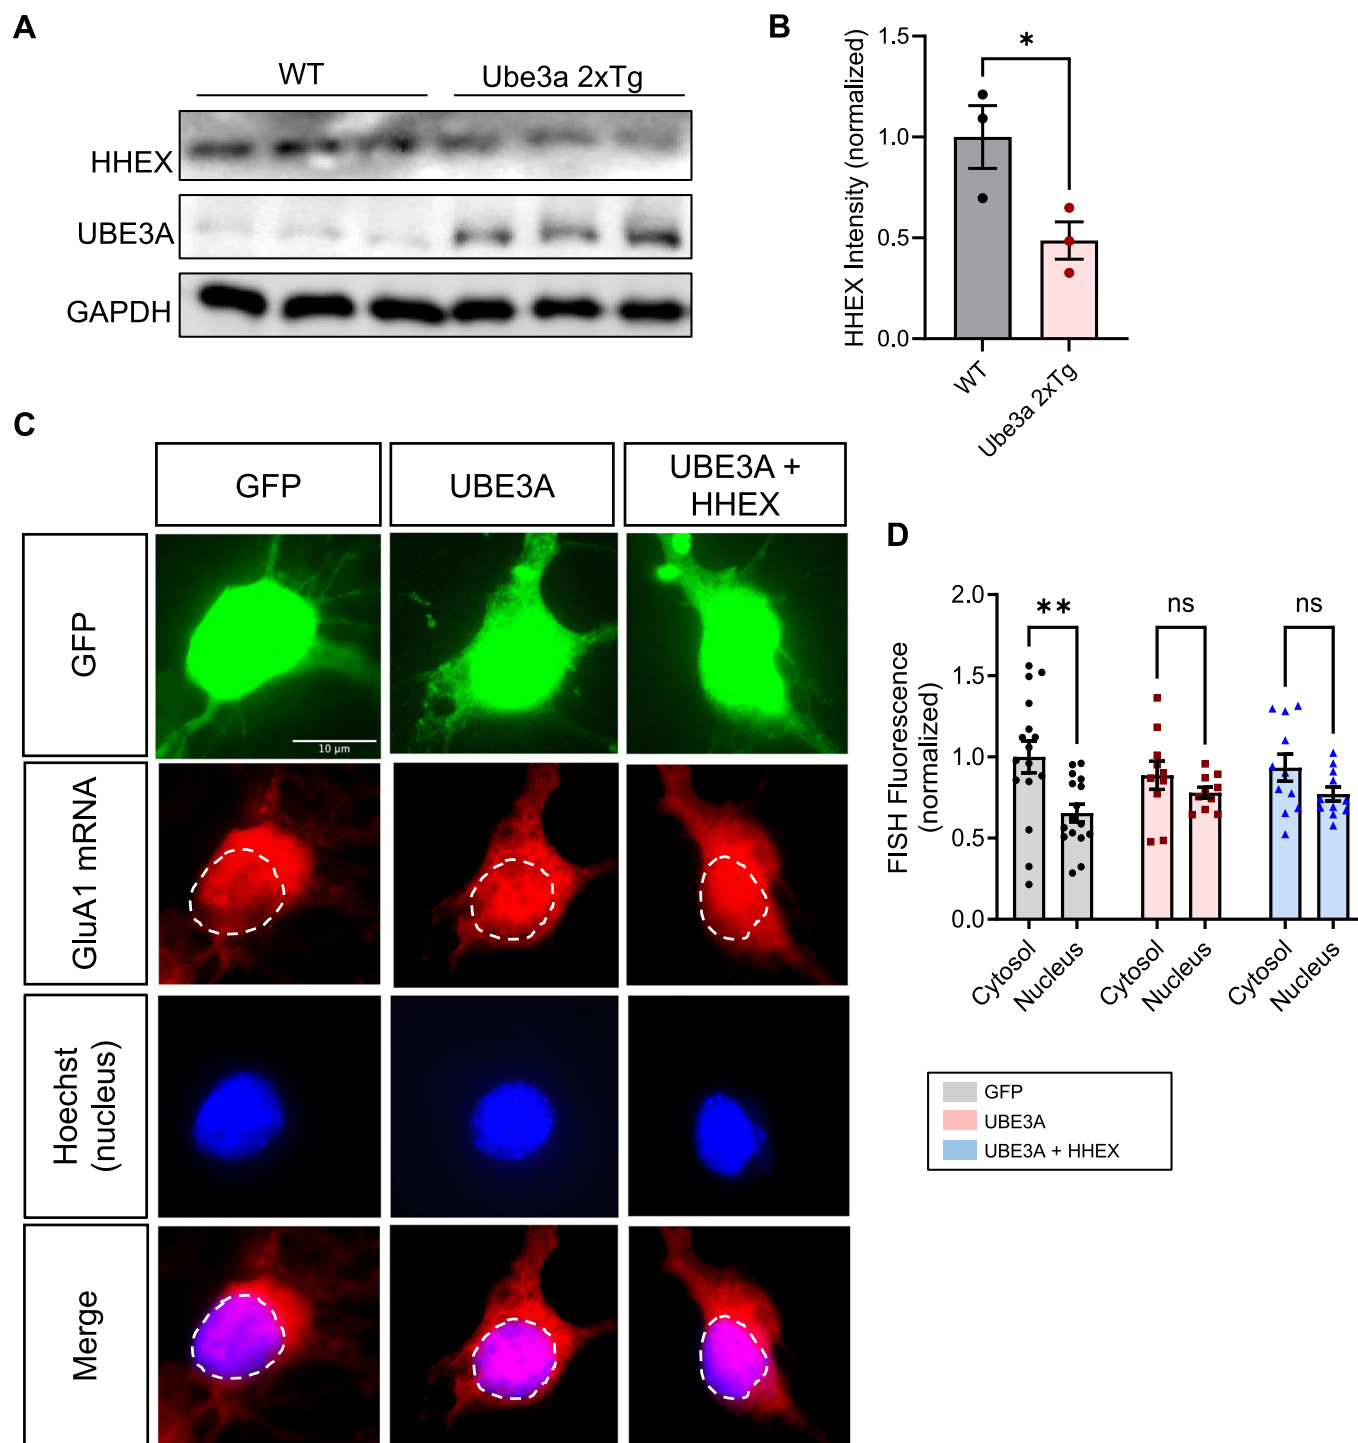 A
WT
Ube3a 2xTg
HHEX
UBE3A
GAPDH
B
HHEX Intensity (normalized)
1.5
1.0
0.5
0.0
*
WT
Ube3a 2xTg
C
GFP
UBE3A
UBE3A +
HHEX
GFP
10 µm
GluA1 mRNA
Hoechst
(nucleus)
Merge
D
FISH Fluorescence
(normalized)
2.0
1.5
1.0
0.5
0.0
**
ns
ns
Cytosol
Nucleus
Cytosol
Nucleus
Cytosol
Nucleus
GFP
UBE3A
UBE3A + HHEX